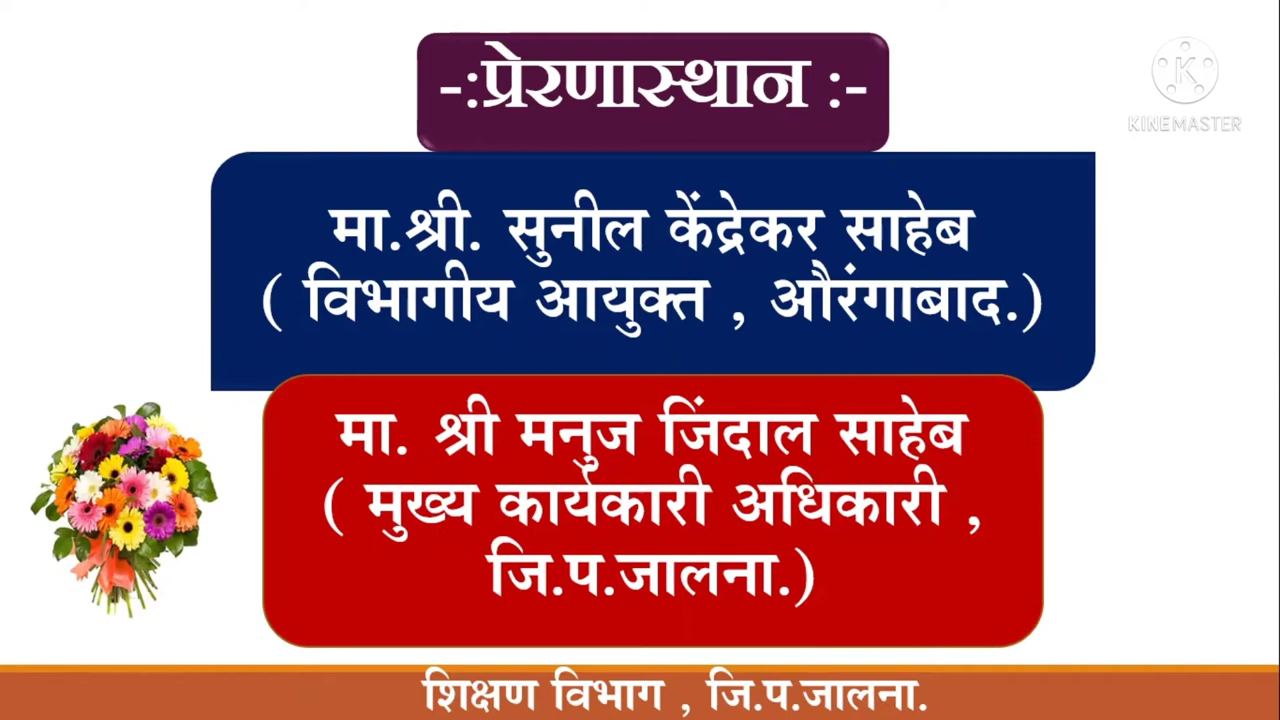 -:प्रेरणास्थान :-
K
KINEMASTER
मा.श्री. सुनील केंद्रेकर साहेब
( विभागीय आयुक्त , औरंगाबाद.)
मा. श्री मनुज जिंदाल साहेब
( मुख्य कार्यकारी अधिकारी ,
जि.प.जालना.)
शिक्षण विभाग , जि.प.जालना.